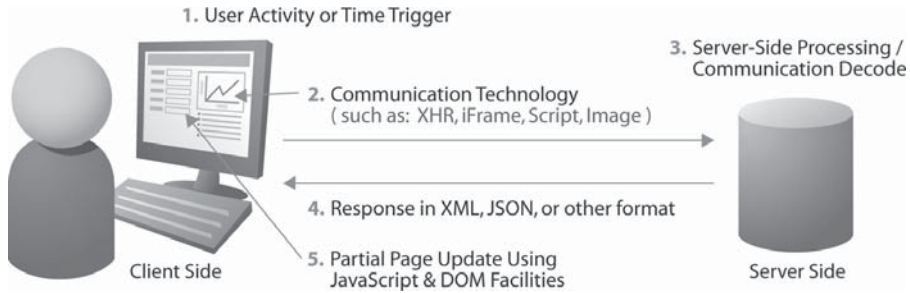 1. User Activity or Time Trigger
2. Communication Technology
( such as: XHR, iFrame, Script, Image )
3. Server-Side Processing /
Communication Decode
4. Response in XML, JSON, or other format
5. Partial Page Update Using
JavaScript & DOM Facilities
Client Side
Server Side